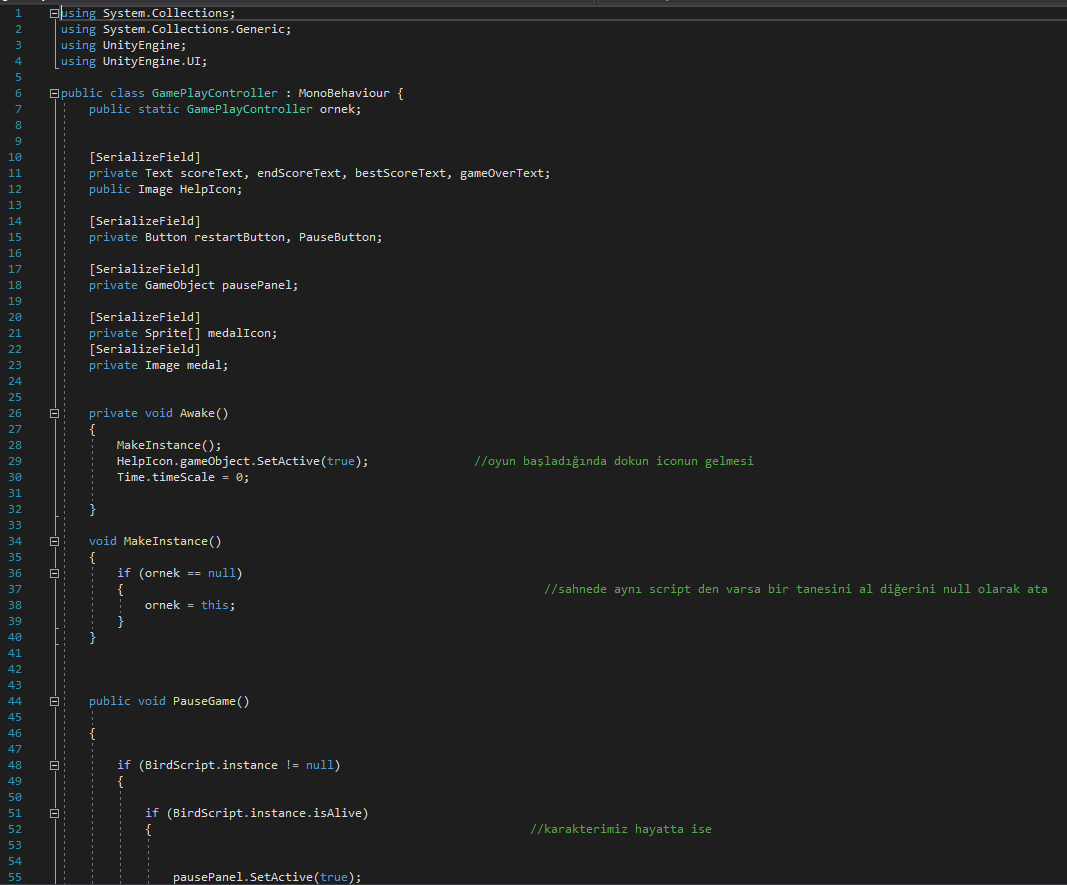 1 using System.Collections;
2 using System.Collections.Generic;
3 using UnityEngine;
4 using UnityEngine.UI;
5
6 public class GamePlayController : MonoBehaviour {
7 public static GamePlayController ornek;
8
9
10 [SerializeField]
11 private Text scoreText, endScoreText, bestScoreText, gameOverText;
12 public Image HelpIcon;
13
14 [SerializeField]
15 private Button restartButton, PauseButton;
16
17 [SerializeField]
18 private GameObject pausePanel;
19
20 [SerializeField]
21 private Sprite[] medalIcon;
22 [SerializeField]
23 private Image medal;
24
25
26 private void Awake()
27 {
28 MakeInstance();
29 HelpIcon.gameObject.SetActive(true); //oyun başladığında dokun iconun gelmesi
30 Time.timeScale = 0;
31
32 }
33
34 void MakeInstance()
35 {
36 if (ornek == null)
37 { //sahnede aynı script den varsa bir tanesini al diğerini null olarak ata
38 ornek = this;
39 }
40 }
41
42
43
44 public void PauseGame()
45
46 {
47
48 if (BirdScript.instance != null)
49 {
50
51 if (BirdScript.instance.isAlive)
52 { //karakterimiz hayatta ise
53
54
55 pausePanel.SetActive(true);